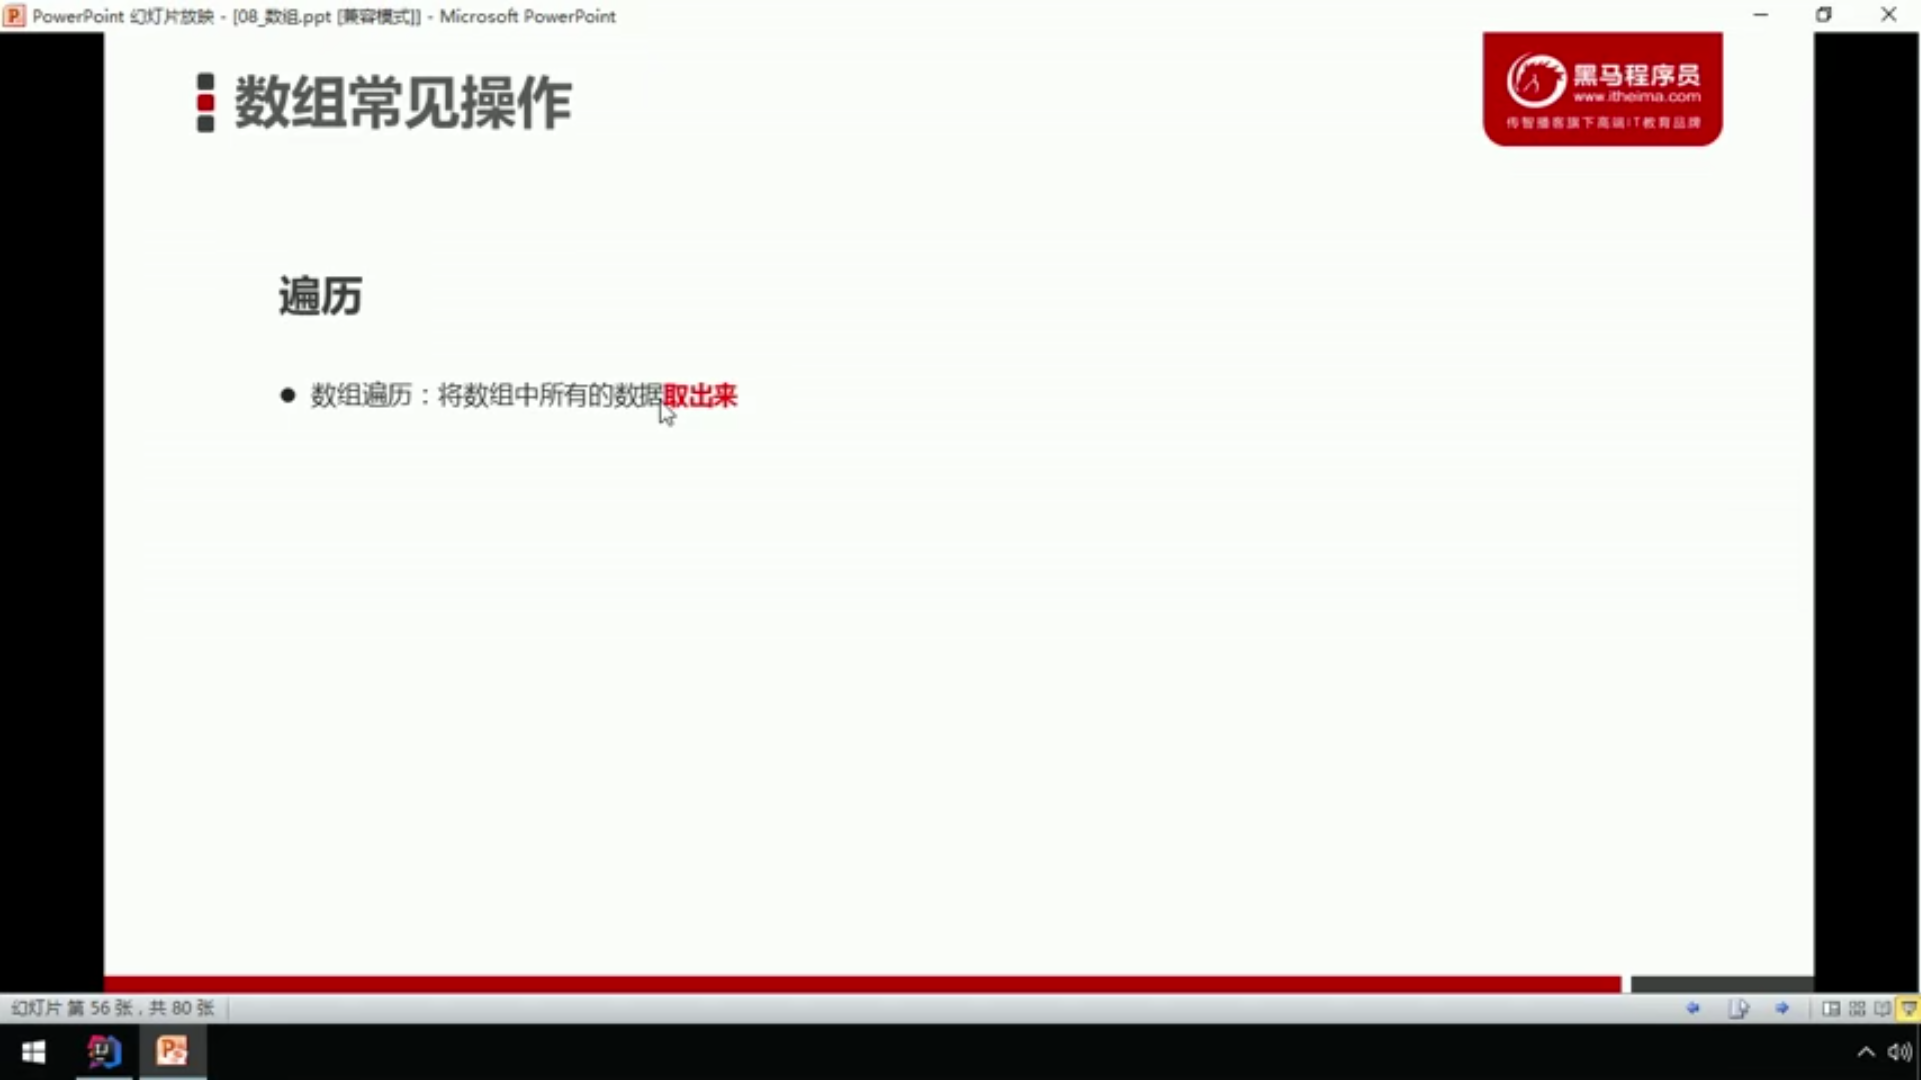 PowerPoint 幻灯片放映 - [08_数组.ppt [兼容模式]] - Microsoft PowerPoint
数组常见操作
黑马程序员
www.itheima.com
传智播客旗下高端IT教育品牌
遍历
● 数组遍历：将数组中所有的数据取出来
幻灯片 第 56 张，共 80 张